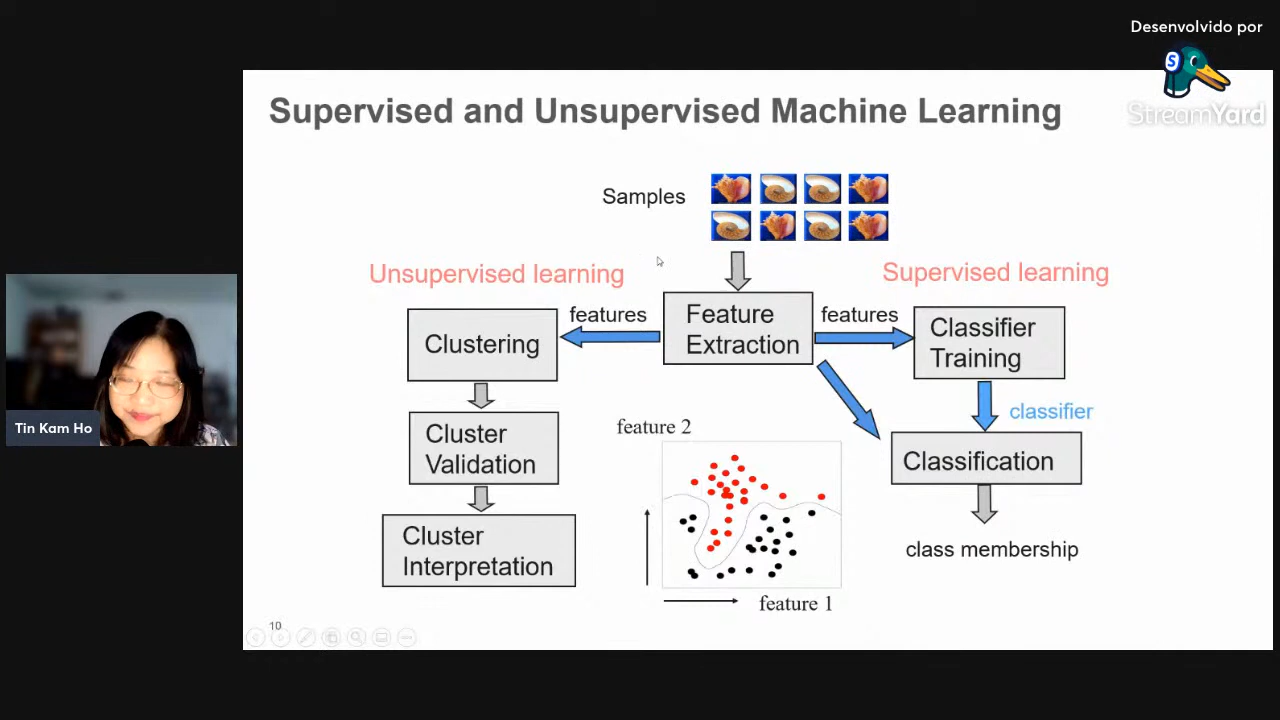 Desenvolvido por
StreamYard
Supervised and Unsupervised Machine Learning
Samples
Unsupervised learning
Supervised learning
features
Feature
Extraction
features
Clustering
Classifier
Training
classifier
Cluster
Validation
Classification
Cluster
Interpretation
class membership
feature 2
feature 1
10
Tin Kam Ho
S